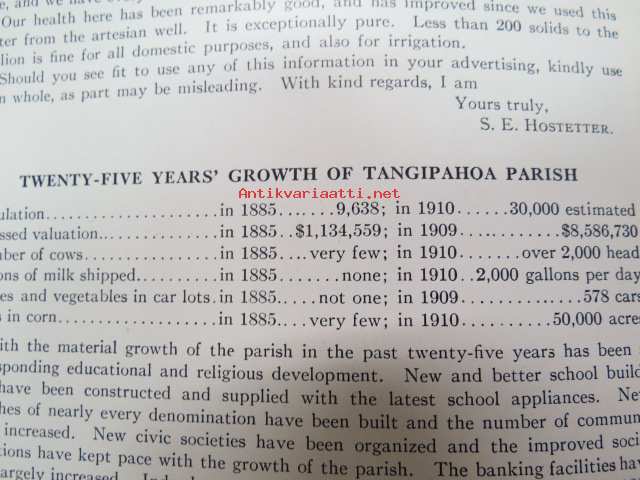 and we have every
Our health here has been remarkably good, and has improved since we used this
ter from the artesian well. It is exceptionally pure. Less than 200 solids to the
lion is fine for all domestic purposes, and also for irrigation.
Should you see fit to use any of this information in your advertising, kindly use
n whole, as part may be misleading. With kind regards, I am
Yours truly,
S. E. HOSTETTER.
TWENTY-FIVE YEARS' GROWTH OF TANGIPAHOA PARISH
Antikvariaatti.net
ulation......................in 1885.......9,638; in 1910......30,000 estimated
ssed valuation...............in 1885..$1,134,559; in 1909............$8,586,730
nber of cows.................in 1885....very few; in 1910.......over 2,000 head
ons of milk shipped..........in 1885........none; in 1910..2,000 gallons per day
es and vegetables in car lots.in 1885.....not one; in 1909............578 cars
s in corn....................in 1885....very few; in 1910..........50,000 acres
ith the material growth of the parish in the past twenty-five years has been
sponding educational and religious development. New and better school build
have been constructed and supplied with the latest school appliances. Ne
hes of nearly every denomination have been built and the number of commun
increased. New civic societies have been organized and the improved soci
tions have kept pace with the growth of the parish. The banking facilities hav
largely increased.